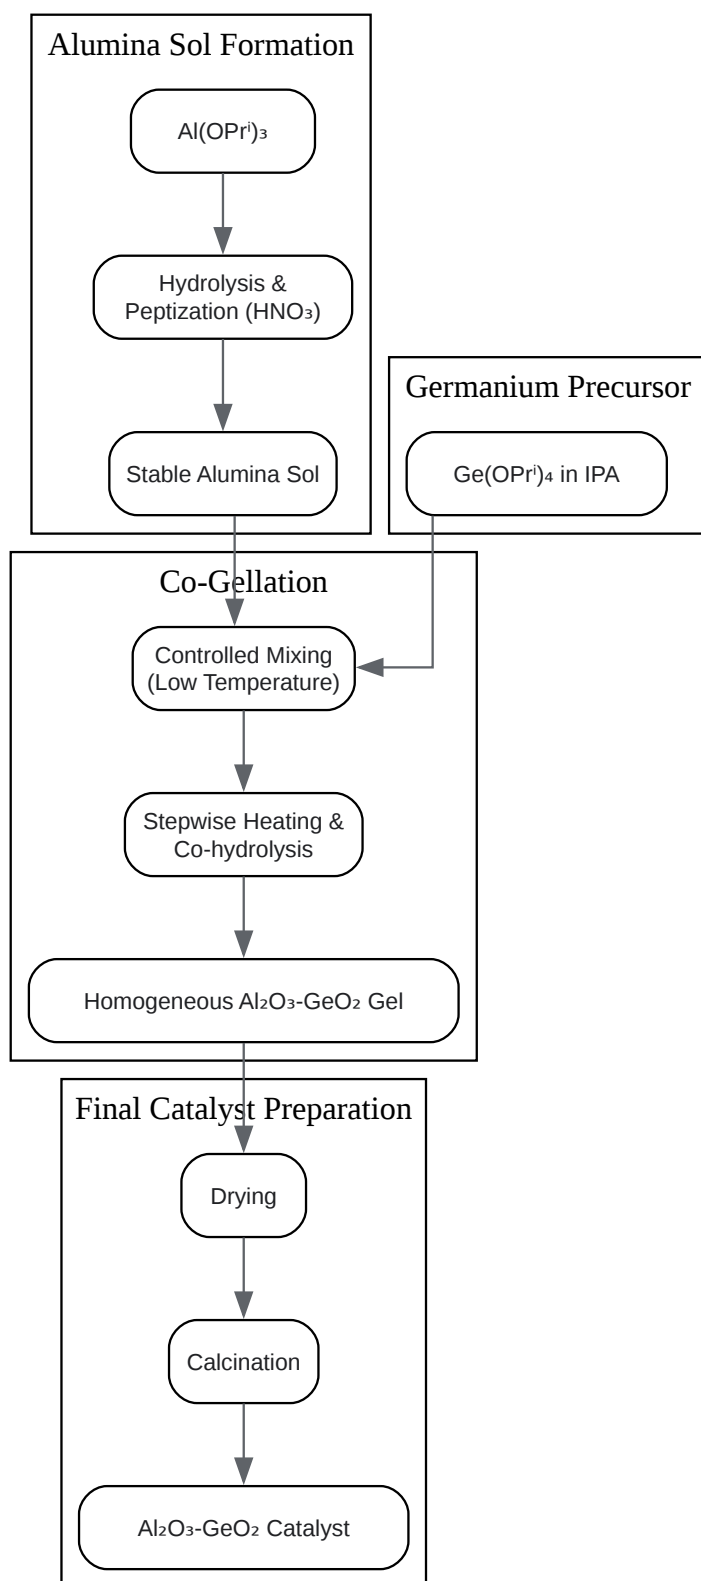 Alumina Sol Formation
Al(OPrⁱ)₃
Hydrolysis &
Peptization (HNO₃)
Stable Alumina Sol
Germanium Precursor
Ge(OPrⁱ)₄ in IPA
Co-Gellation
Controlled Mixing
(Low Temperature)
Stepwise Heating &
Co-hydrolysis
Homogeneous Al₂O₃-GeO₂ Gel
Final Catalyst Preparation
Drying
Calcination
Al₂O₃-GeO₂ Catalyst